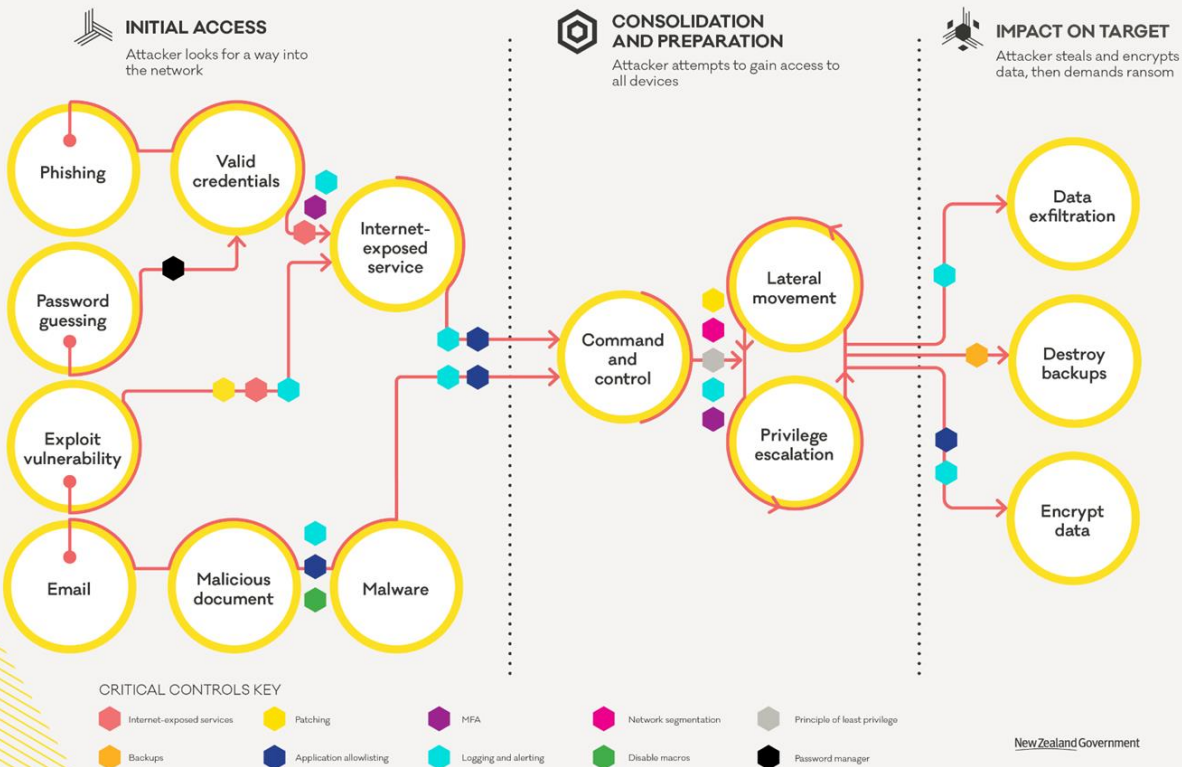 INITIAL ACCESS
Attacker looks for a way into
the network
CONSOLIDATION
AND PREPARATION
Attacker attempts to gain access to
all devices
IMPACT ON TARGET
Attacker steals and encrypts
data, then demands ransom
Phishing
Valid
credentials
Internet-
exposed
service
Password
guessing
Exploit
vulnerability
Email
Malicious
document
Malware
Command
and
control
Lateral
movement
Privilege
escalation
Data
exfiltration
Destroy
backups
Encrypt
data
CRITICAL CONTROLS KEY
Internet-exposed services
Patching
MFA
Network segmentation
Principle of least privilege
Backups
Application allowlisting
Logging and alerting
Disable macros
Password manager
New Zealand Government